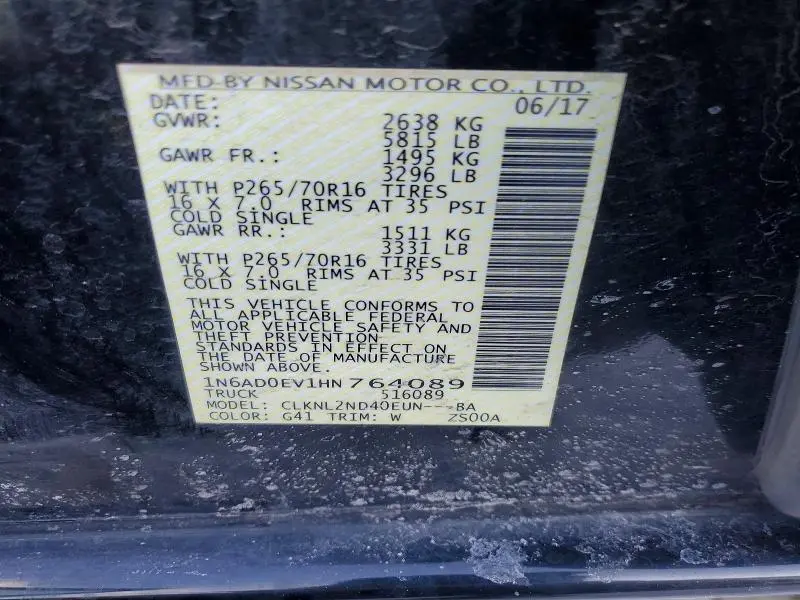 MFD-BY NISSAN MOTOR CO., LTD.
DATE: 06/17
GVWR: 2638 KG
5815 LB
GAWR FR.: 1495 KG
3296 LB
WITH P265/70R16 TIRES
16 X 7.0 RIMS AT 35 PSI
COLD SINGLE
GAWR RR.: 1511 KG
3331 LB
WITH P265/70R16 TIRES
16 X 7.0 RIMS AT 35 PSI
COLD SINGLE
THIS VEHICLE CONFORMS TO
ALL APPLICABLE FEDERAL
MOTOR VEHICLE SAFETY AND
THEFT PREVENTION
STANDARDS IN EFFECT ON
THE DATE OF MANUFACTURE
SHOWN ABOVE.
1N6AD0EV1HN764089
TRUCK 516089
MODEL: CLKNL2ND40EUN---BA
COLOR: G41 TRIM: W ZS00A